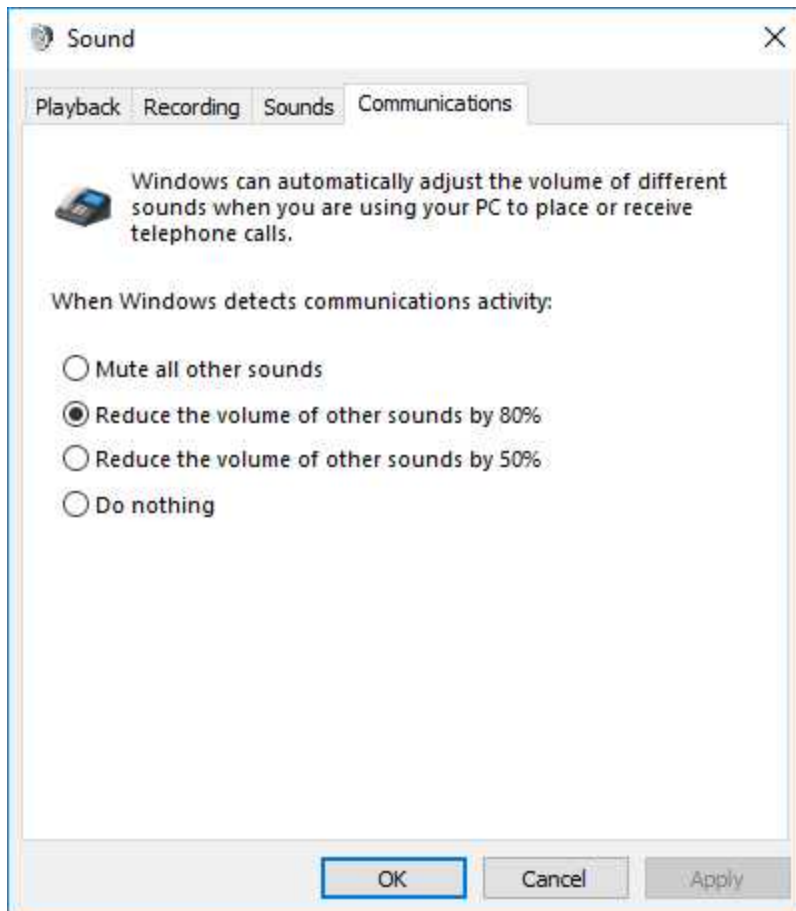 Sound
Playback Recording Sounds Communications
Windows can automatically adjust the volume of different
sounds when you are using your PC to place or receive
telephone calls.
When Windows detects communications activity:
Mute all other sounds
Reduce the volume of other sounds by 80%
Reduce the volume of other sounds by 50%
Do nothing
OK Cancel Apply